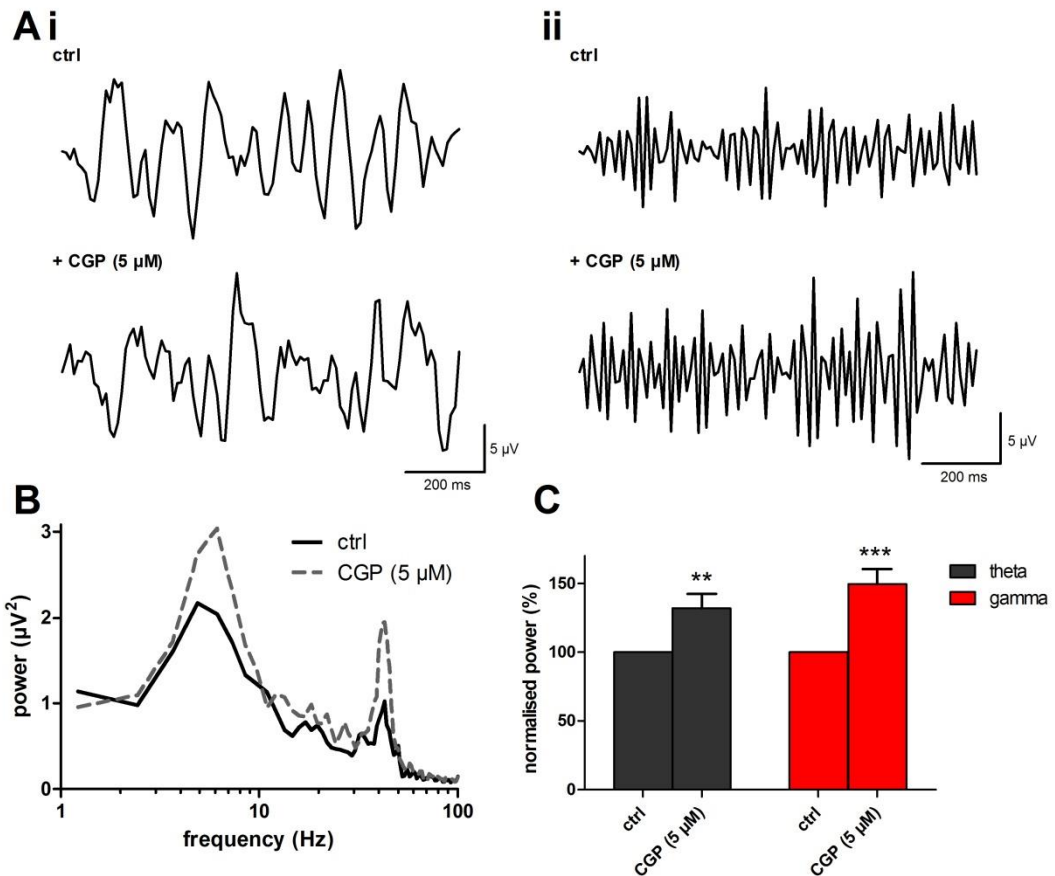 A i
ctrl
+ CGP (5 µM)
5 µV
200 ms
ii
ctrl
+ CGP (5 µM)
5 µV
200 ms
B
3
2
1
0
power (µV²)
1
10
100
frequency (Hz)
ctrl
CGP (5 µM)
C
150
100
50
0
normalised power (%)
**
***
ctrl
CGP (5 µM)
ctrl
CGP (5 µM)
theta
gamma